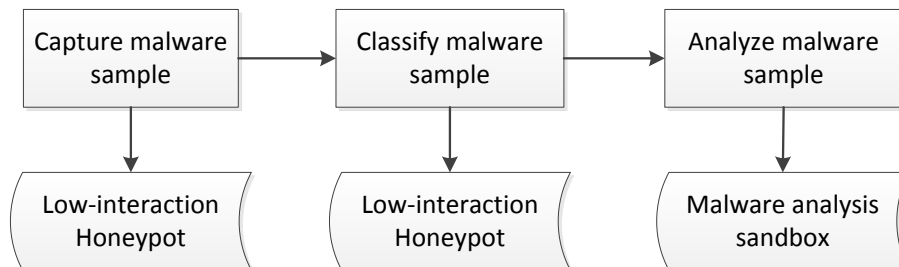 Capture malware
sample
Classify malware
sample
Analyze malware
sample
Low-interaction
Honeypot
Low-interaction
Honeypot
Malware analysis
sandbox